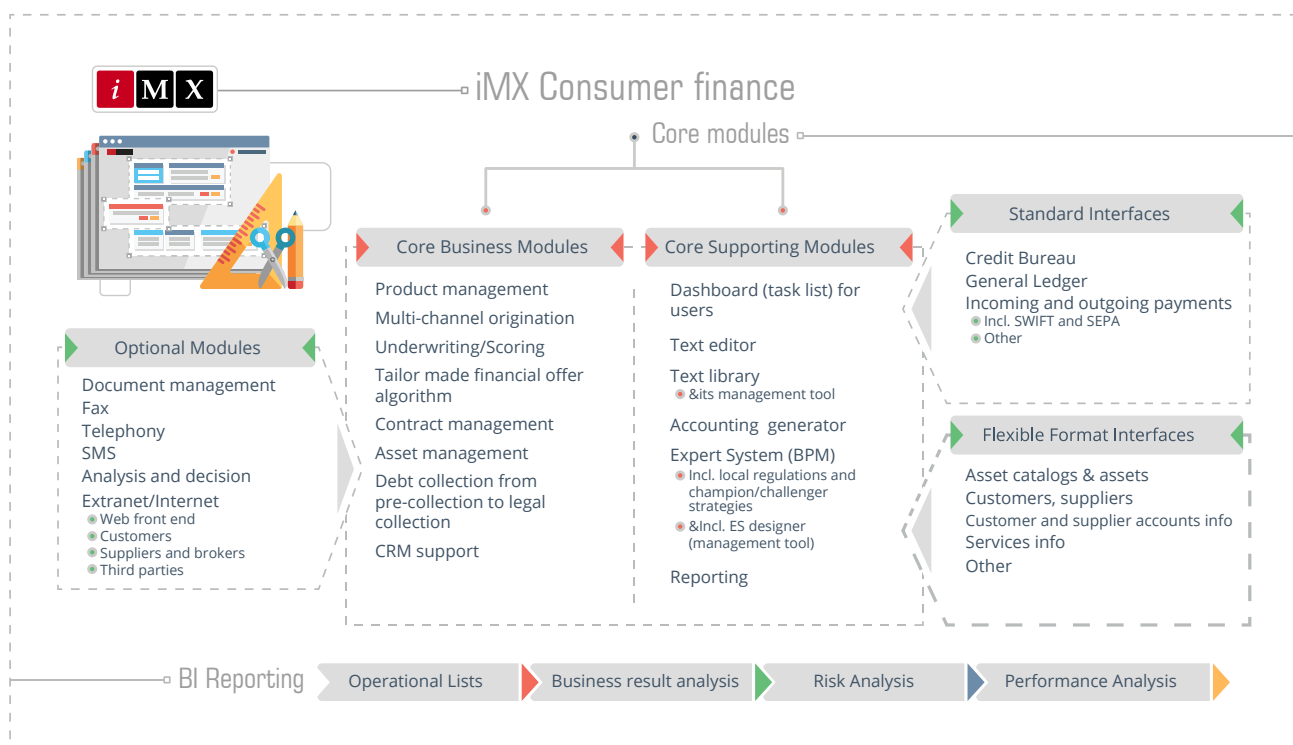 iMX
iMX Consumer finance
Core modules
Optional Modules
Document management
Fax
Telephony
SMS
Analysis and decision
Extranet/Internet
Web front end
Customers
Suppliers and brokers
Third parties
Core Business Modules
Product management
Multi-channel origination
Underwriting/Scoring
Tailor made financial offer
algorithm
Contract management
Asset management
Debt collection from
pre-collection to legal
collection
CRM support
Core Supporting Modules
Dashboard (task list) for
users
Text editor
Text library
&its management tool
Accounting generator
Expert System (BPM)
Incl. local regulations and
champion/challenger
strategies
&Incl. ES designer
(management tool)
Reporting
Standard Interfaces
Credit Bureau
General Ledger
Incoming and outgoing payments
Incl. SWIFT and SEPA
Other
Flexible Format Interfaces
Asset catalogs & assets
Customers, suppliers
Customer and supplier accounts info
Services info
Other
BI Reporting
Operational Lists
Business result analysis
Risk Analysis
Performance Analysis